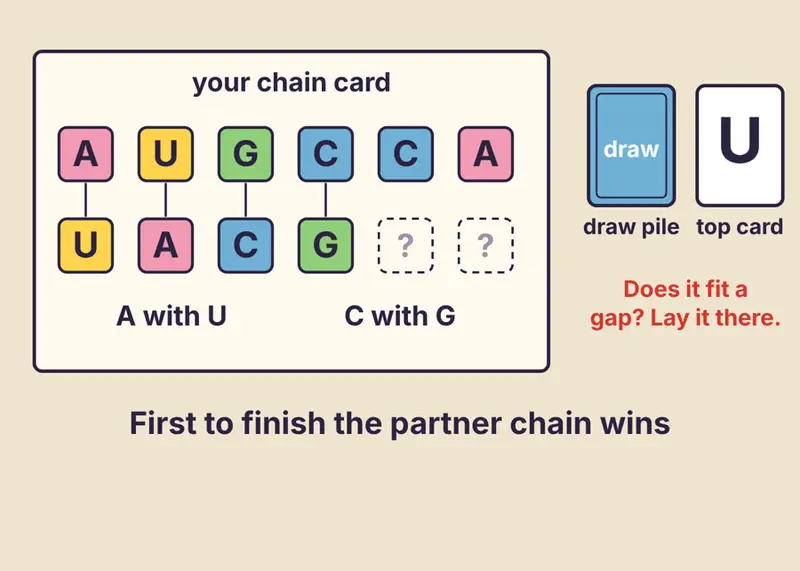 your chain card
A U G C C A
U A C G ? ?
A with U C with G
draw
U
draw pile top card
Does it fit a
gap? Lay it there.
First to finish the partner chain wins